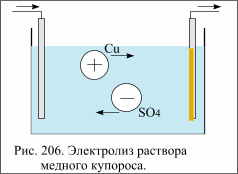 Cu
+
−
SO4
Рис. 206. Электролиз раствора
медного купороса.